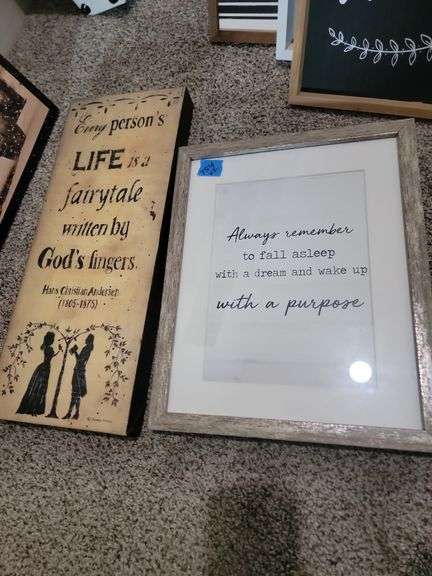 Every person's
LIFE is a
fairytale
written by
God's fingers.
Hans Christian Andersen
(1805-1875)
Always remember
to fall asleep
with a dream and wake up
with a purpose